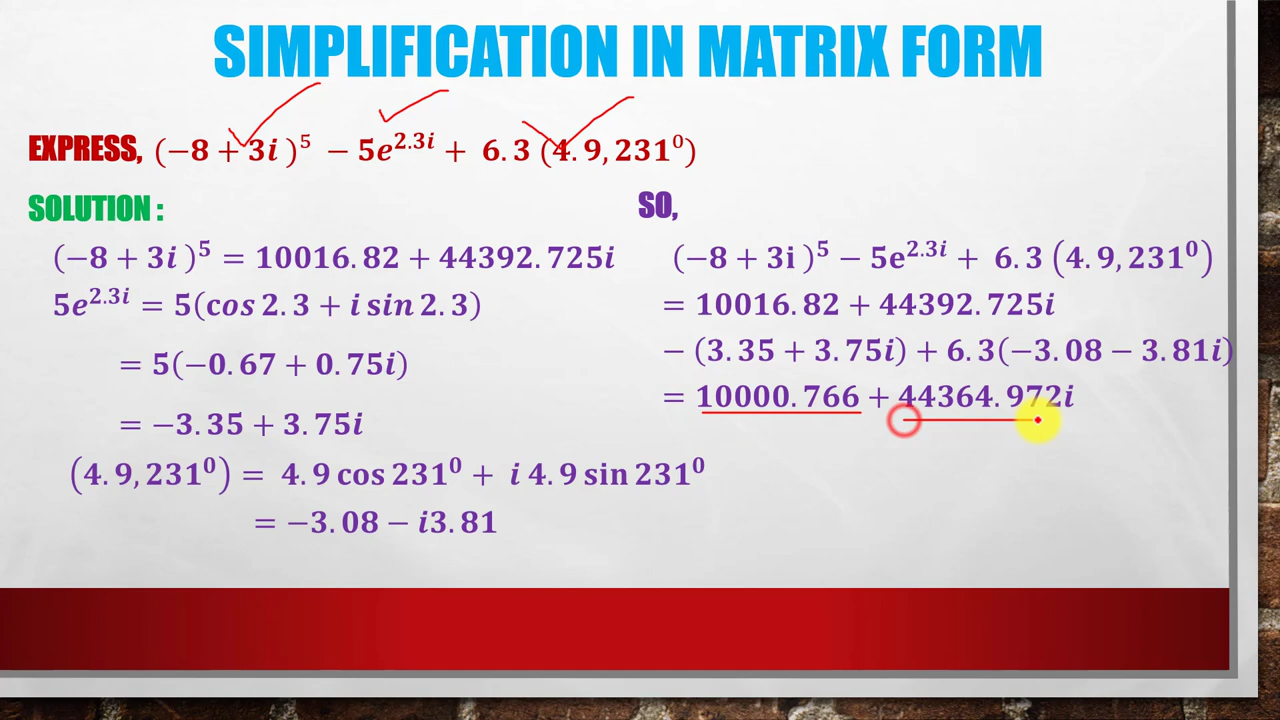 SIMPLIFICATION IN MATRIX FORM
EXPRESS, (−8 + 3i )⁵ − 5e^{2.3i} + 6.3 (4.9, 231⁰)
SOLUTION :
(−8 + 3i )⁵ = 10016.82 + 44392.725i
5e^{2.3i} = 5(cos 2.3 + i sin 2.3)
= 5(−0.67 + 0.75i)
= −3.35 + 3.75i
(4.9, 231⁰) = 4.9 cos 231⁰ + i 4.9 sin 231⁰
= −3.08 − i3.81
SO,
(−8 + 3i )⁵ − 5e^{2.3i} + 6.3 (4.9, 231⁰)
= 10016.82 + 44392.725i
− (3.35 + 3.75i) + 6.3(−3.08 − 3.81i)
= 10000.766 + 44364.972i